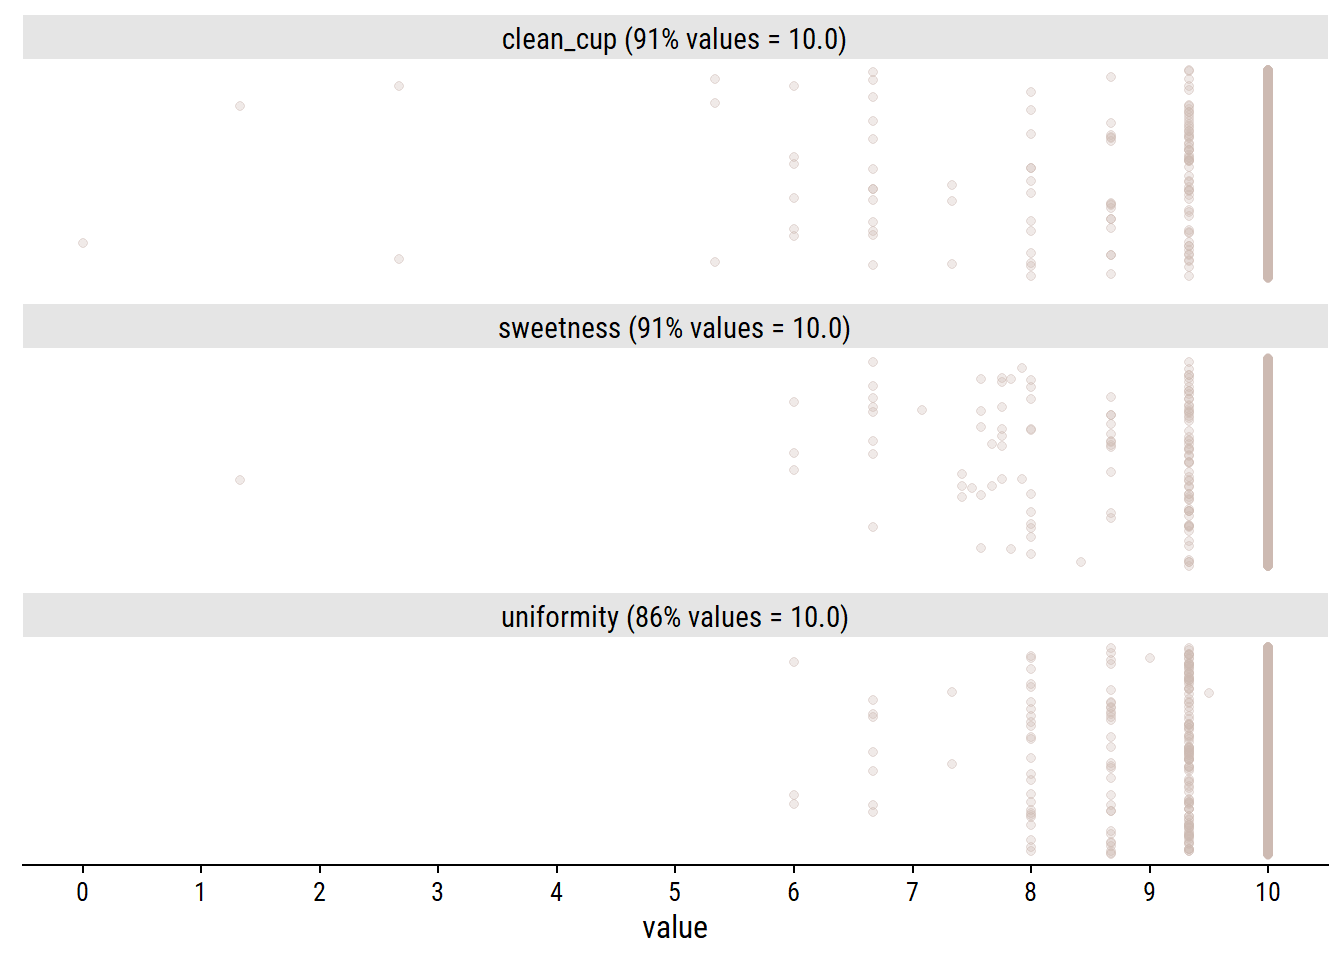 clean_cup (91% values = 10.0)
sweetness (91% values = 10.0)
uniformity (86% values = 10.0)
0 1 2 3 4 5 6 7 8 9 10
value